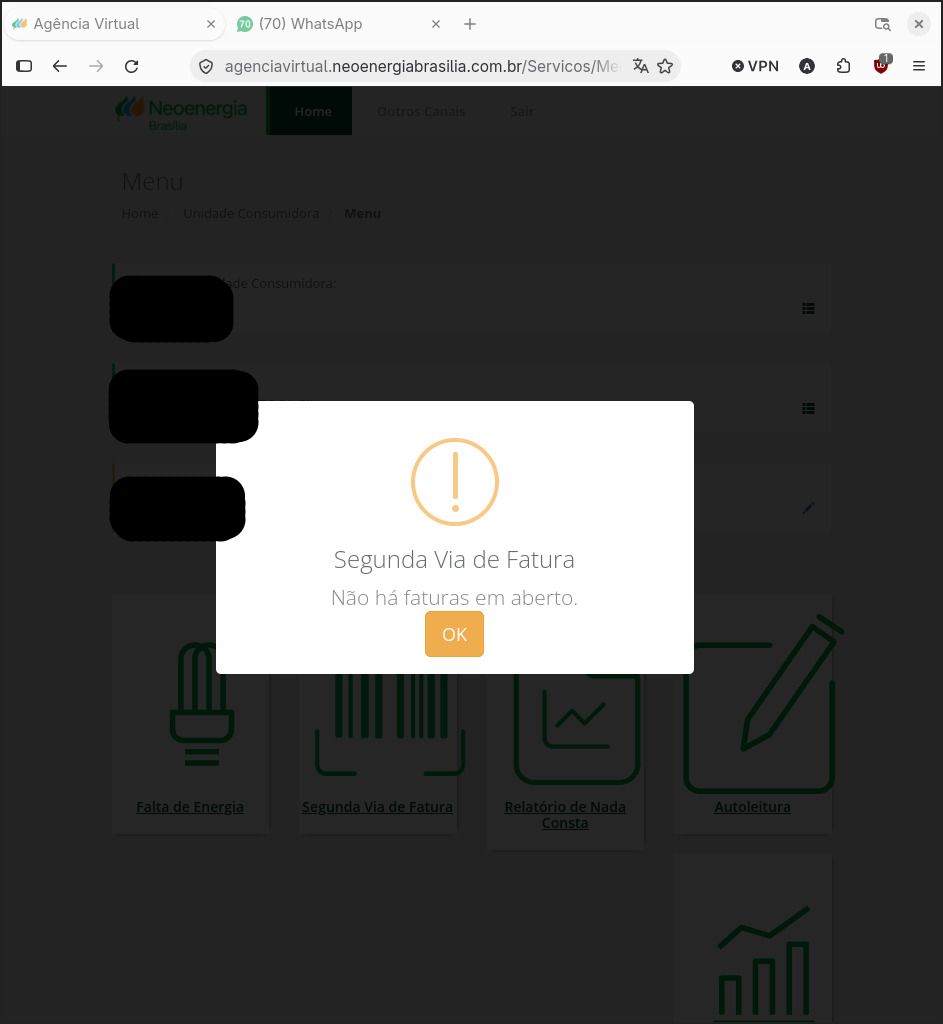 Agência Virtual
70
(70) WhatsApp
agenciavirtual.neoenergiabrasilia.com.br/Servicos/Me
VPN
A
1
Neoenergia
Brasília
Home
Outros Canais
Sair
Menu
Home
Unidade Consumidora
Menu
Consumidora:
Segunda Via de Fatura
Não há faturas em aberto.
OK
Falta de Energia
Segunda Via de Fatura
Relatório de Nada
Consta
Autoleitura